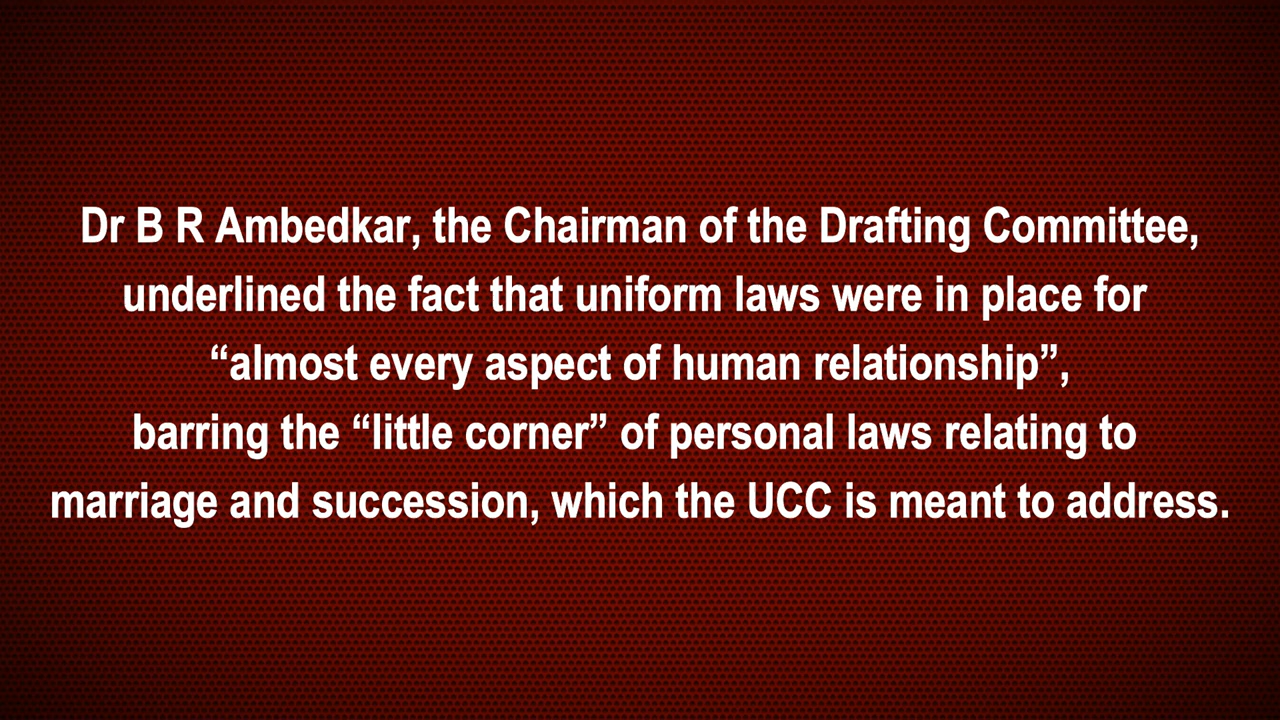 Dr B R Ambedkar, the Chairman of the Drafting Committee,
underlined the fact that uniform laws were in place for
“almost every aspect of human relationship”,
barring the “little corner” of personal laws relating to
marriage and succession, which the UCC is meant to address.